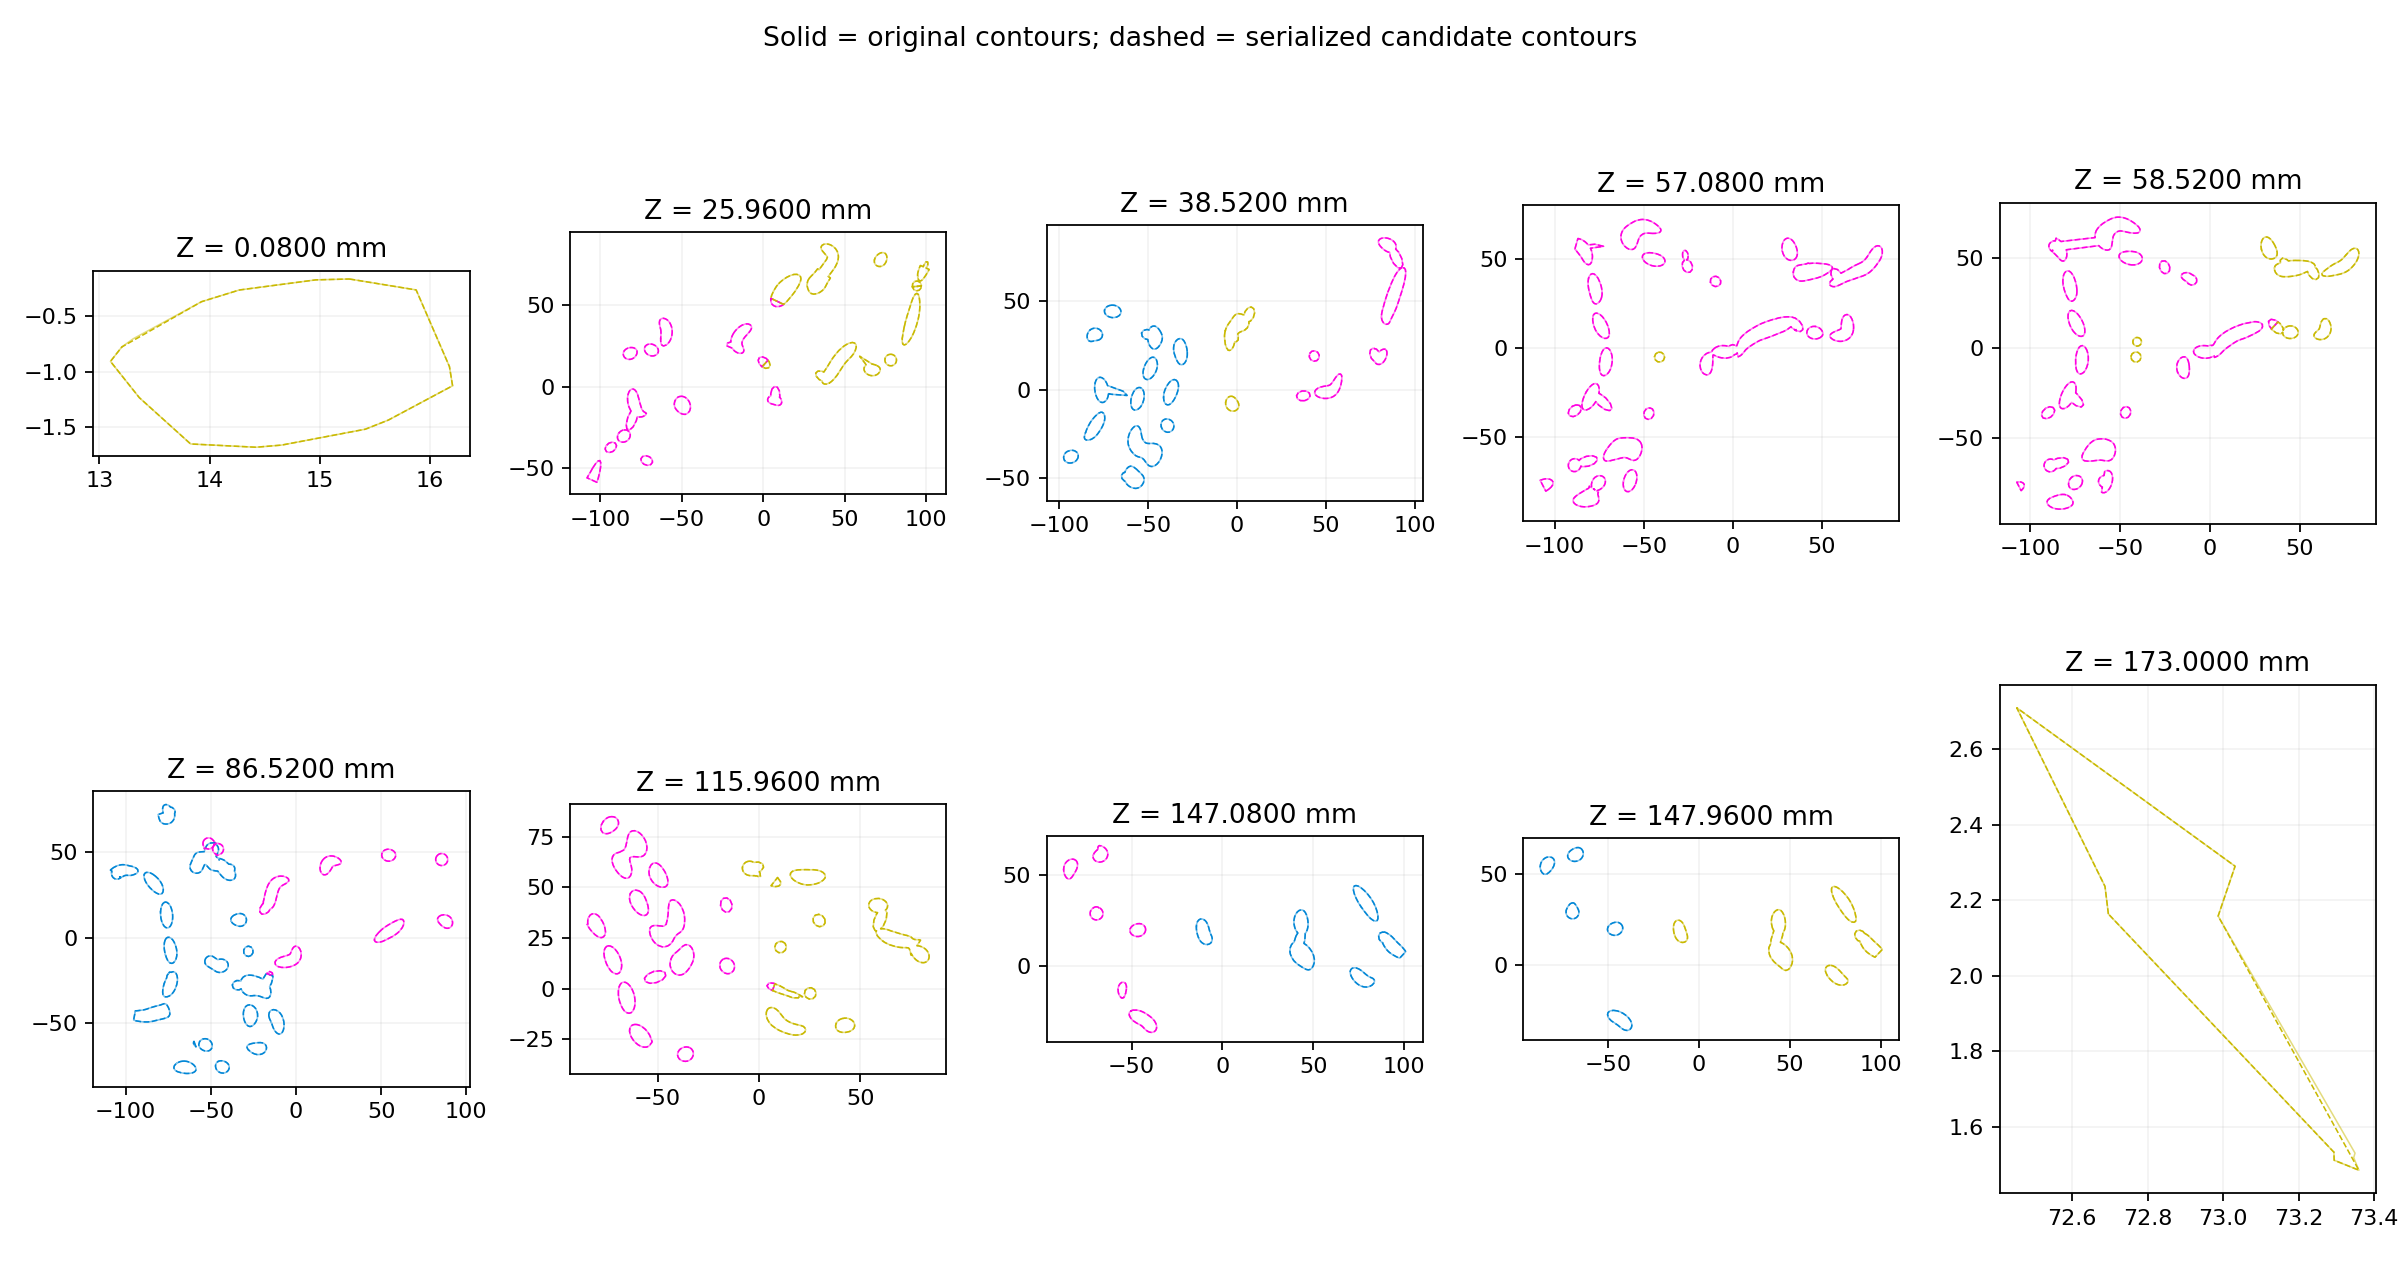 Solid = original contours; dashed = serialized candidate contours
Z = 0.0800 mm
−0.5
−1.0
−1.5
13 14 15 16
Z = 25.9600 mm
50
0
−50
−100 −50 0 50 100
Z = 38.5200 mm
50
0
−50
−100 −50 0 50 100
Z = 57.0800 mm
50
0
−50
−100 −50 0 50
Z = 58.5200 mm
50
0
−50
−100 −50 0 50
Z = 86.5200 mm
50
0
−50
−100 −50 0 50 100
Z = 115.9600 mm
75
50
25
0
−25
−50 0 50
Z = 147.0800 mm
50
0
−50 0 50 100
Z = 147.9600 mm
50
0
−50 0 50 100
Z = 173.0000 mm
2.6
2.4
2.2
2.0
1.8
1.6
72.6 72.8 73.0 73.2 73.4